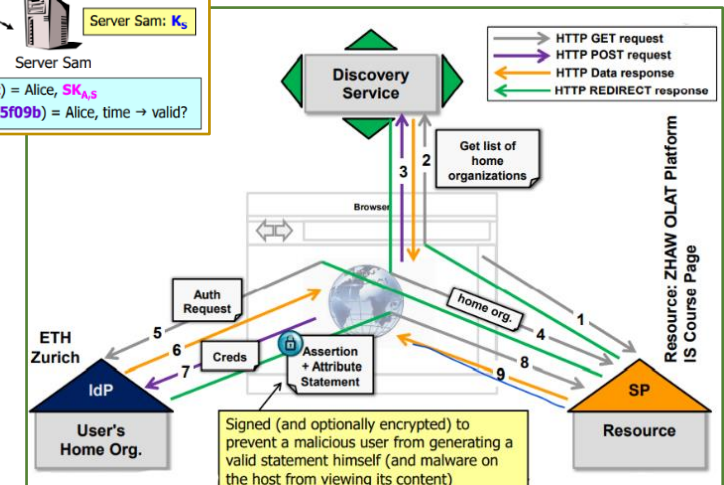 Server Sam: KS
Server Sam
) = Alice, SKA,S
5f09b) = Alice, time → valid?
HTTP GET request
HTTP POST request
HTTP Data response
HTTP REDIRECT response
Discovery
Service
Get list of
home
organizations
3
2
Browser
Resource: ZHAW OLAT Platform
IS Course Page
Auth
Request
home org.
1
4
5
6
7
8
9
ETH
Zurich
Creds
Assertion
+ Attribute
Statement
IdP
User's
Home Org.
SP
Resource
Signed (and optionally encrypted) to
prevent a malicious user from generating a
valid statement himself (and malware on
the host from viewing its content)